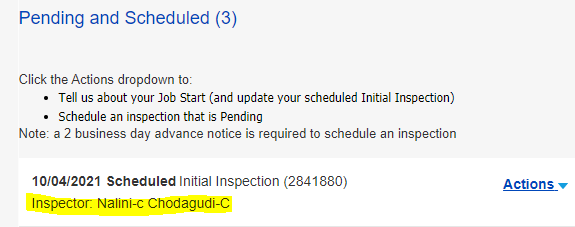 Pending and Scheduled (3)
Click the Actions dropdown to:
• Tell us about your Job Start (and update your scheduled Initial Inspection)
• Schedule an inspection that is Pending
Note: a 2 business day advance notice is required to schedule an inspection
10/04/2021 Scheduled Initial Inspection (2841880)
Actions
Inspector: Nalini-c Chodagudi-C